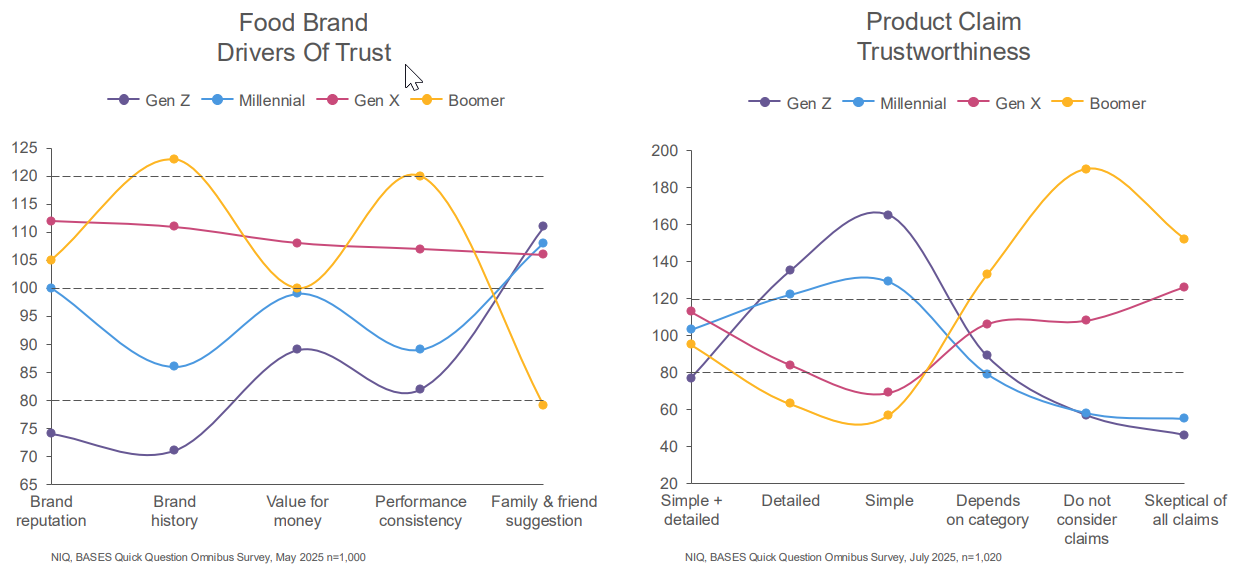 Food Brand
Drivers Of Trust
Gen Z
Millennial
Gen X
Boomer
125
120
115
110
105
100
95
90
85
80
75
70
65
Brand
reputation
Brand
history
Value for
money
Performance
consistency
Family & friend
suggestion
NIQ, BASES Quick Question Omnibus Survey, May 2025 n=1,000
Product Claim
Trustworthiness
Gen Z
Millennial
Gen X
Boomer
200
180
160
140
120
100
80
60
40
20
Simple +
detailed
Detailed
Simple
Depends
on category
Do not
consider
claims
Skeptical of
all claims
NIQ, BASES Quick Question Omnibus Survey, July 2025, n=1,020